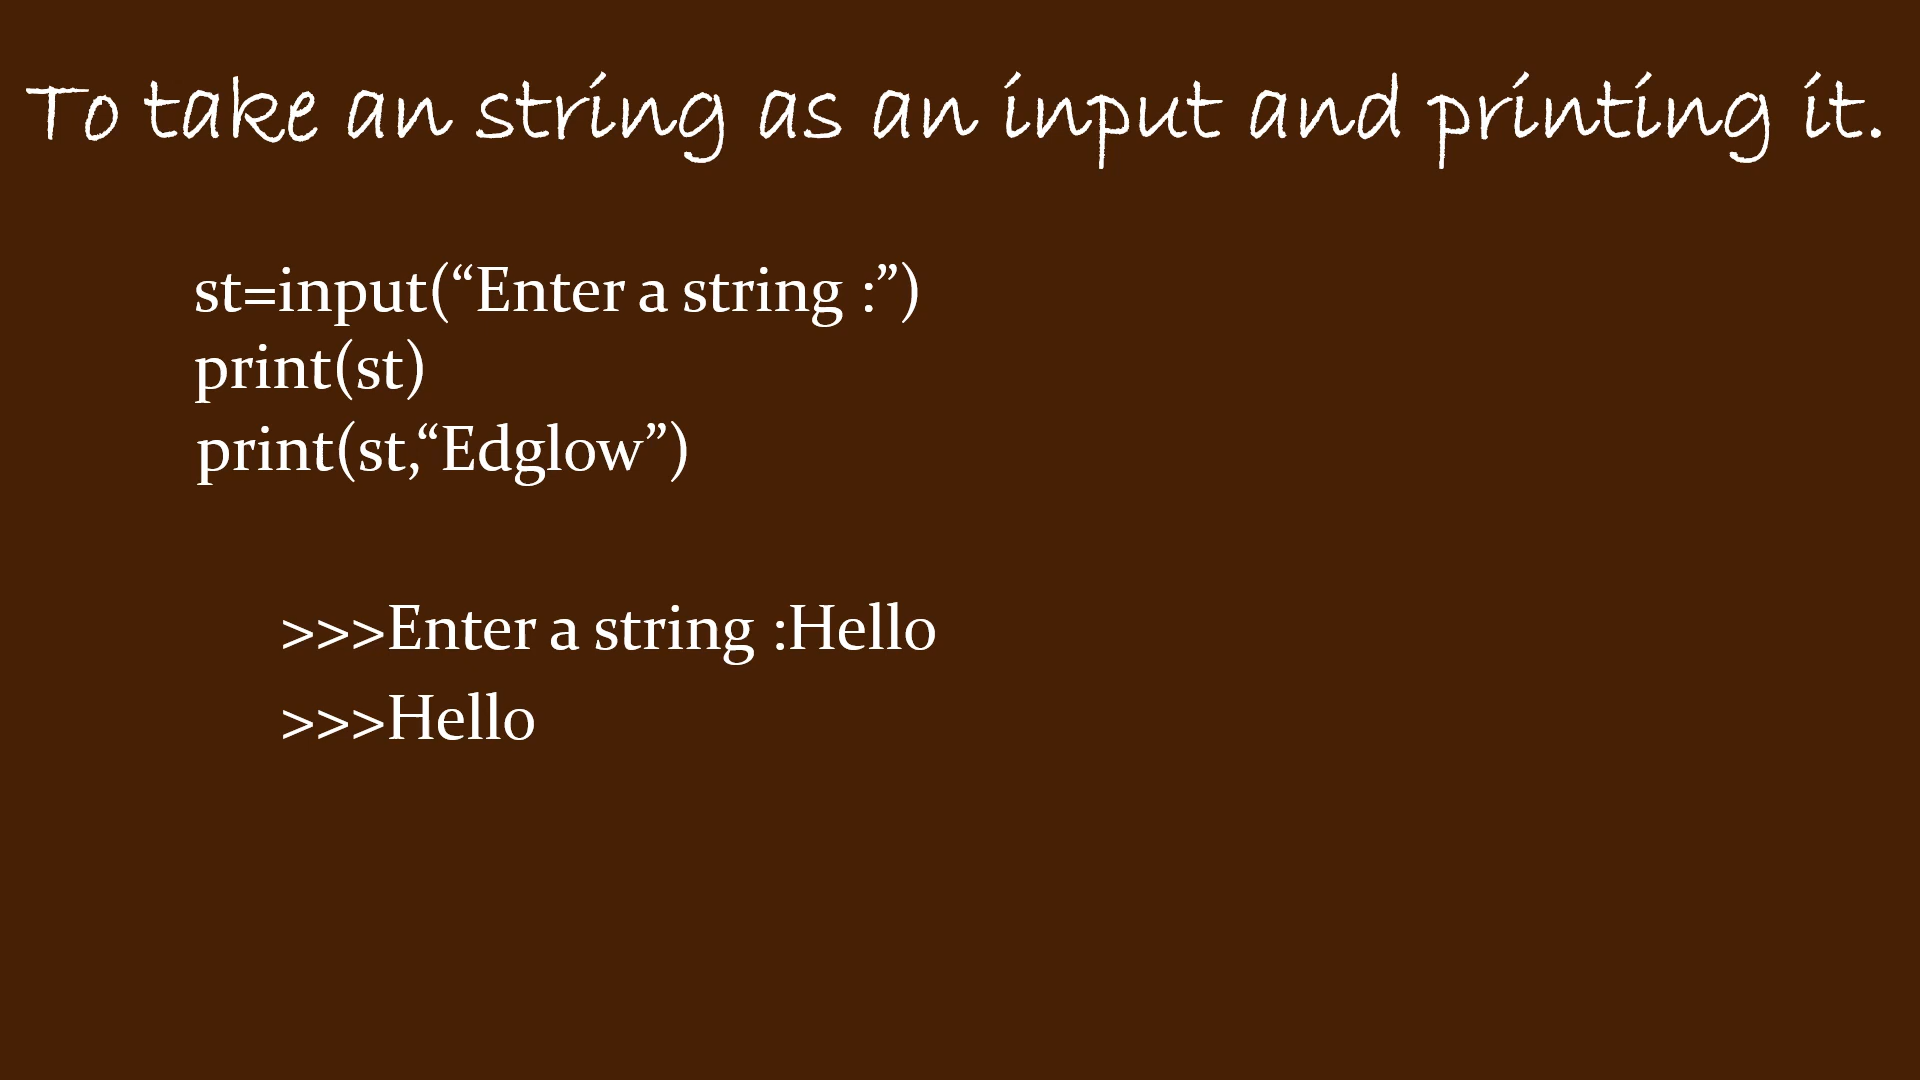 To take an string as an input and printing it.
st=input(“Enter a string :”)
print(st)
print(st,“Edglow”)
>>>Enter a string :Hello
>>>Hello